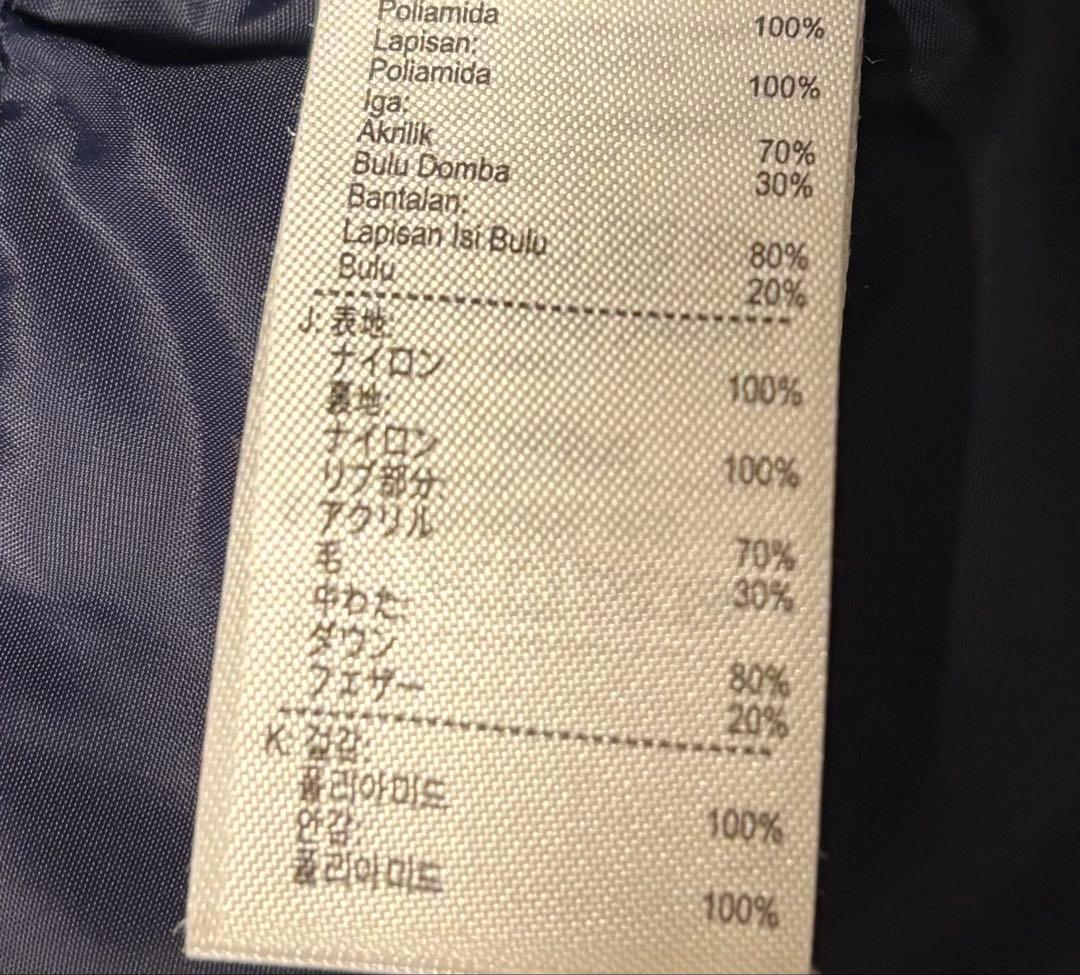 Poliamida 100%
Lapisan:
Poliamida 100%
Iga:
Akrilik 70%
Bulu Domba 30%
Bantalan:
Lapisan Isi Bulu 80%
Bulu 20%
J: 表地:
ナイロン 100%
裏地:
ナイロン 100%
リブ部分:
アクリル 70%
毛 30%
中わた:
ダウン 80%
フェザー 20%
K: 겉감:
폴리아미드 100%
안감:
폴리아미드 100%